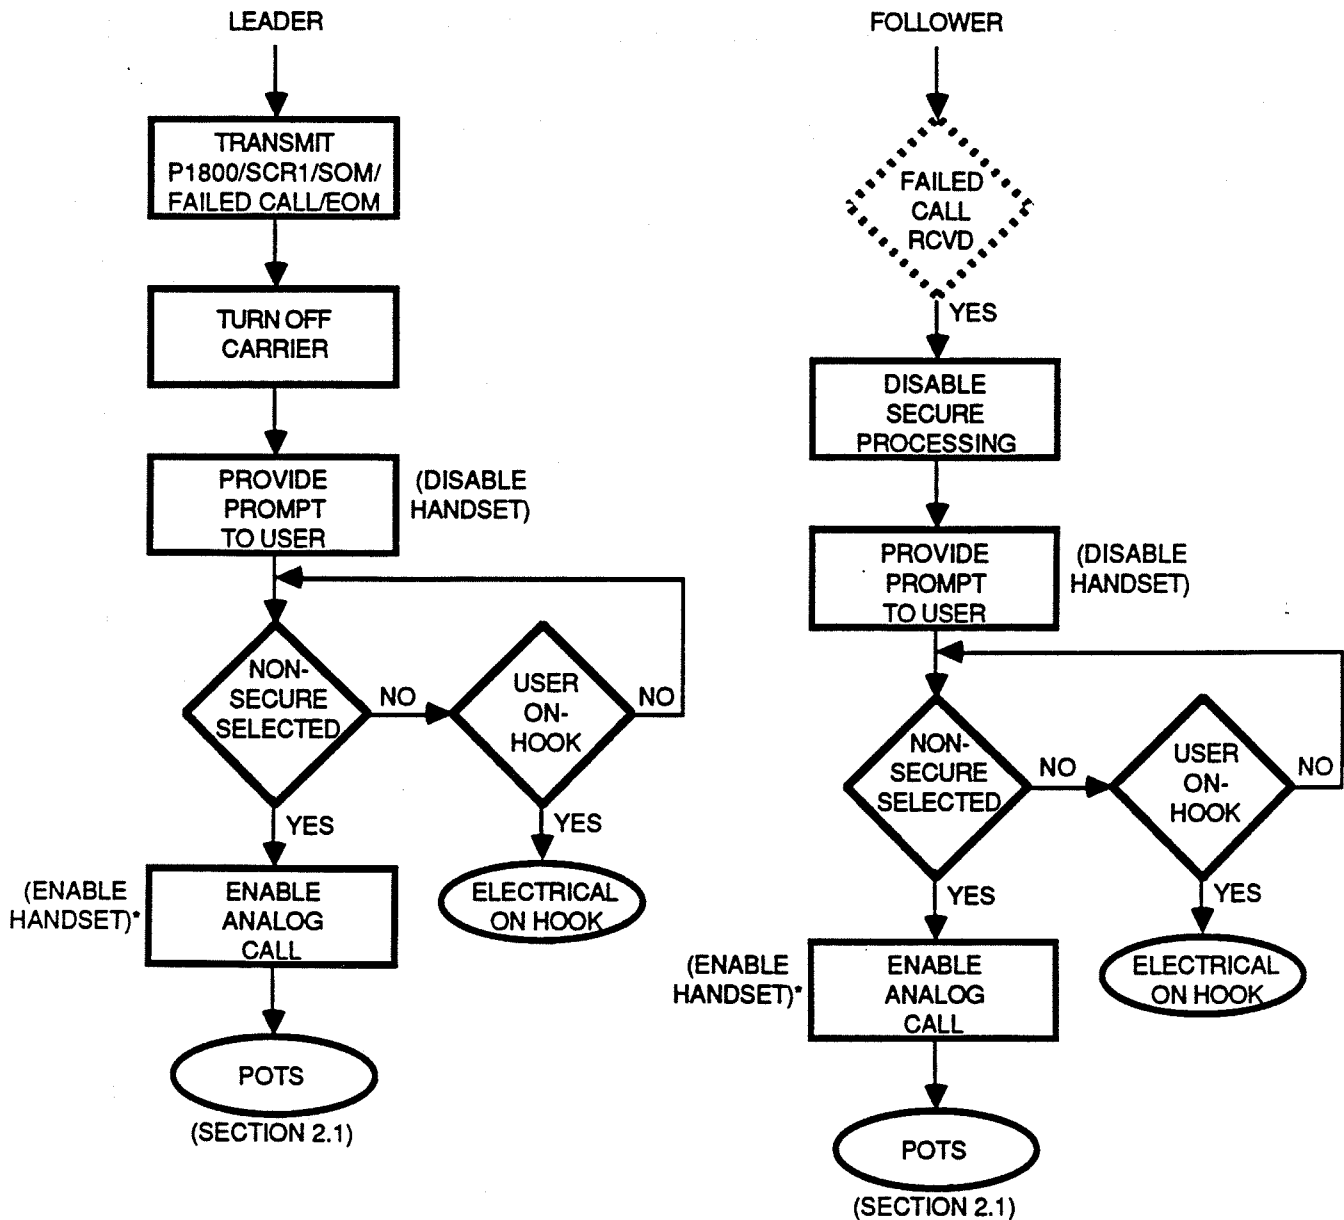 LEADER
TRANSMIT
P1800/SCR1/SOM/
FAILED CALL/EOM
TURN OFF
CARRIER
PROVIDE
PROMPT
TO USER
(DISABLE
HANDSET)
NON-
SECURE
SELECTED
NO
USER
ON-
HOOK
NO
YES
YES
(ENABLE
HANDSET)*
ENABLE
ANALOG
CALL
ELECTRICAL
ON HOOK
POTS
(SECTION 2.1)
FOLLOWER
FAILED
CALL
RCVD
YES
DISABLE
SECURE
PROCESSING
PROVIDE
PROMPT
TO USER
(DISABLE
HANDSET)
NON-
SECURE
SELECTED
NO
USER
ON-
HOOK
NO
YES
YES
(ENABLE
HANDSET)*
ENABLE
ANALOG
CALL
ELECTRICAL
ON HOOK
POTS
(SECTION 2.1)